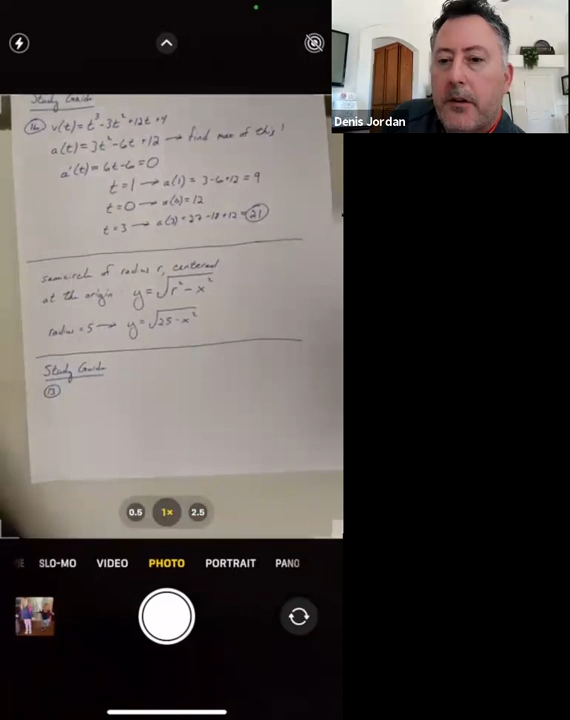 Denis Jordan
Study Guide
16 v(t) = t³ - 3t² + 12t + 4
a(t) = 3t² - 6t + 12 → find max of this!
a'(t) = 6t - 6 = 0
t = 1 → a(1) = 3 - 6 + 12 = 9
t = 0 → a(0) = 12
t = 3 → a(3) = 27 - 18 + 12 = 21
semicircle of radius r, centered
at the origin y = √r² - x²
radius = 5 → y = √25 - x²
Study Guide
13
0.5 1× 2.5
SLO-MO VIDEO PHOTO PORTRAIT PANO